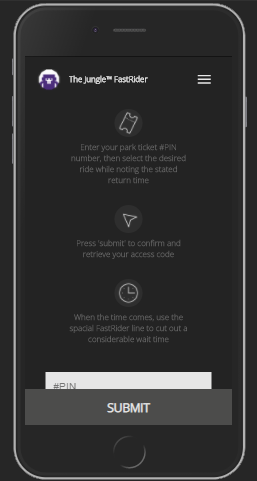 The Jungle™ FastRider
Enter your park ticket #PIN
number, then select the desired
ride while noting the stated
return time
Press 'submit' to confirm and
retrieve your access code
When the time comes, use the
spacial FastRider line to cut out a
considerable wait time
#PIN
SUBMIT